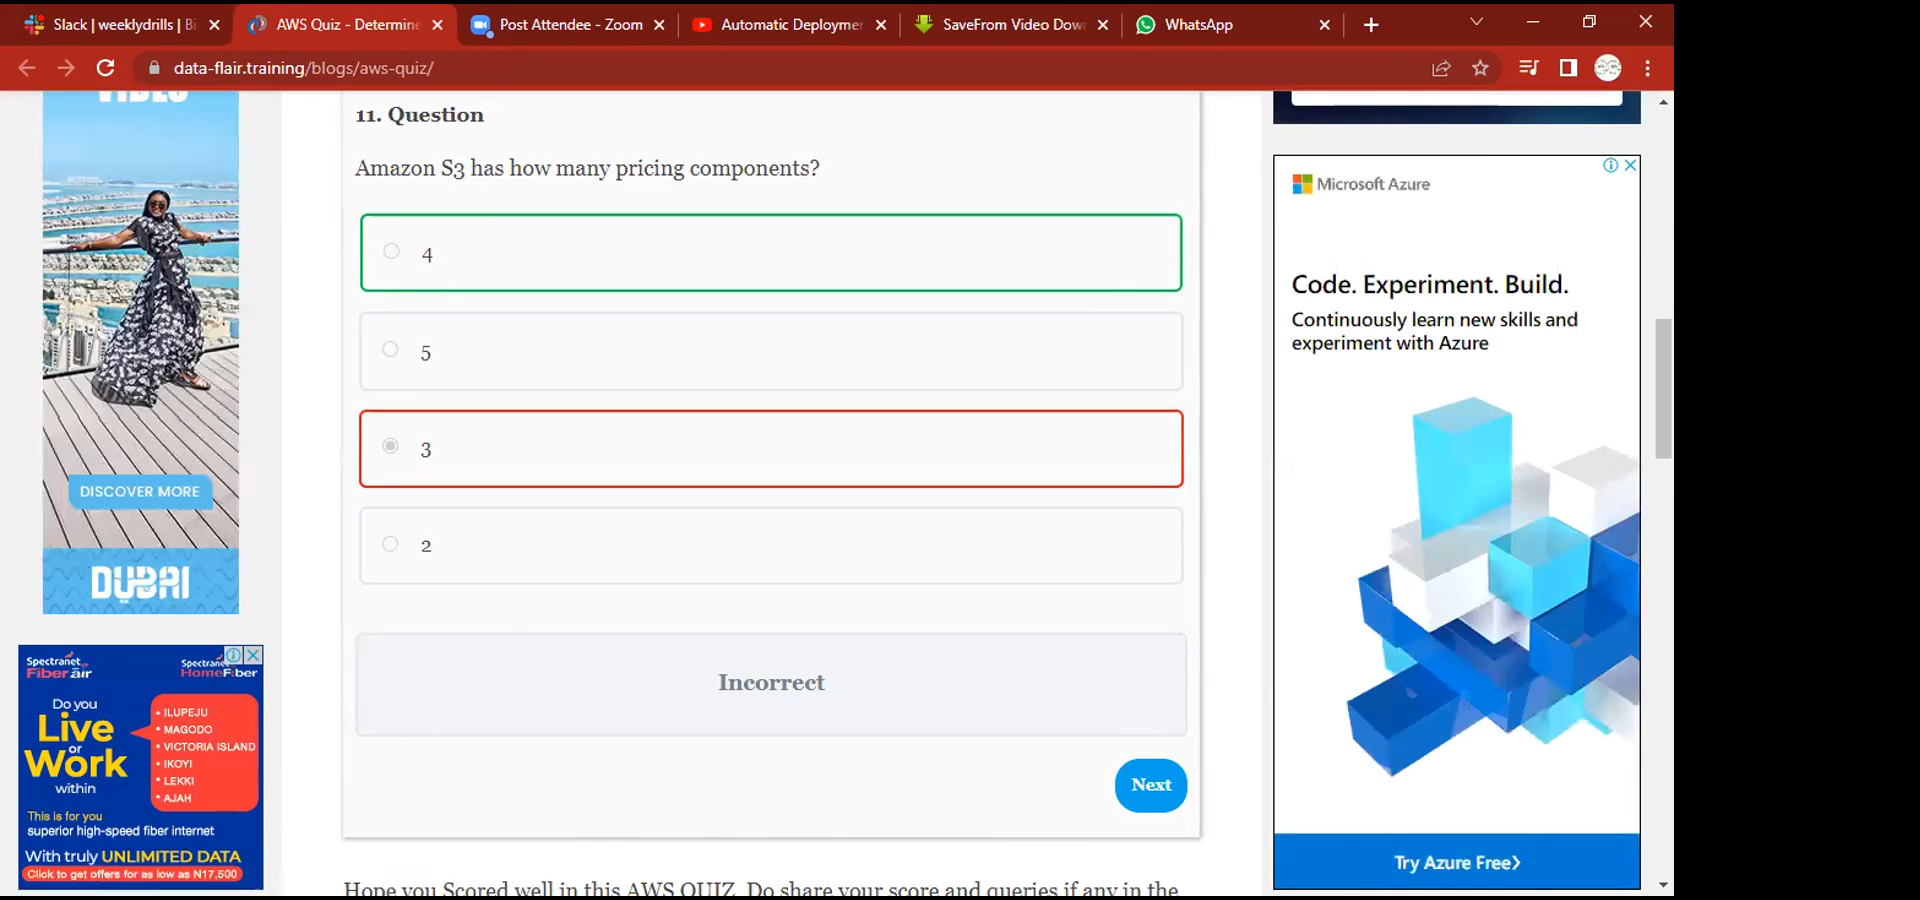 Slack | weeklydrills | Bi
AWS Quiz - Determine
Post Attendee - Zoom
Automatic Deploymen
SaveFrom Video Dow
WhatsApp
data-flair.training/blogs/aws-quiz/
VIDEO
DISCOVER MORE
DUBAI
Spectranet
Fiber air
Spectranet
HomeFiber
Do you
Live
or
Work
within
• ILUPEJU
• MAGODO
• VICTORIA ISLAND
• IKOYI
• LEKKI
• AJAH
This is for you
superior high-speed fiber internet
With truly UNLIMITED DATA
Click to get offers for as low as N17,500
11. Question
Amazon S3 has how many pricing components?
4
5
3
2
Incorrect
Next
Hope you Scored well in this AWS QUIZ. Do share your score and queries if any in the
Microsoft Azure
Code. Experiment. Build.
Continuously learn new skills and
experiment with Azure
Try Azure Free>